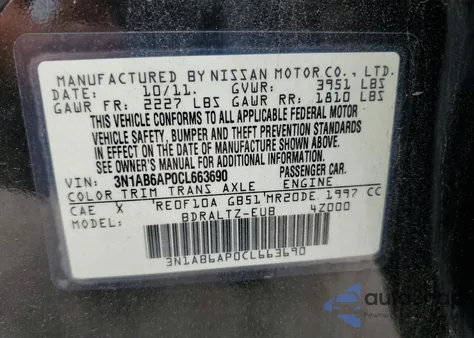 MANUFACTURED BY NISSAN MOTOR CO., LTD.
DATE: 10/11. GVWR: 3951 LBS
GAWR FR: 2227 LBS GAWR RR: 1810 LBS
THIS VEHICLE CONFORMS TO ALL APPLICABLE FEDERAL MOTOR
VEHICLE SAFETY, BUMPER AND THEFT PREVENTION STANDARDS
IN EFFECT ON THE DATE OF MANUFACTURE SHOWN ABOVE.
SEE OWNER'S MANUAL FOR ADDITIONAL INFORMATION
VIN: 3N1AB6AP0CL663690 PASSENGER CAR.
COLOR TRIM TRANS AXLE ENGINE
CAE X RE0F10A GB51 MR20DE 1997 CC
BDRALTZ-EUB 4Z000
3N1AB6AP0CL663690